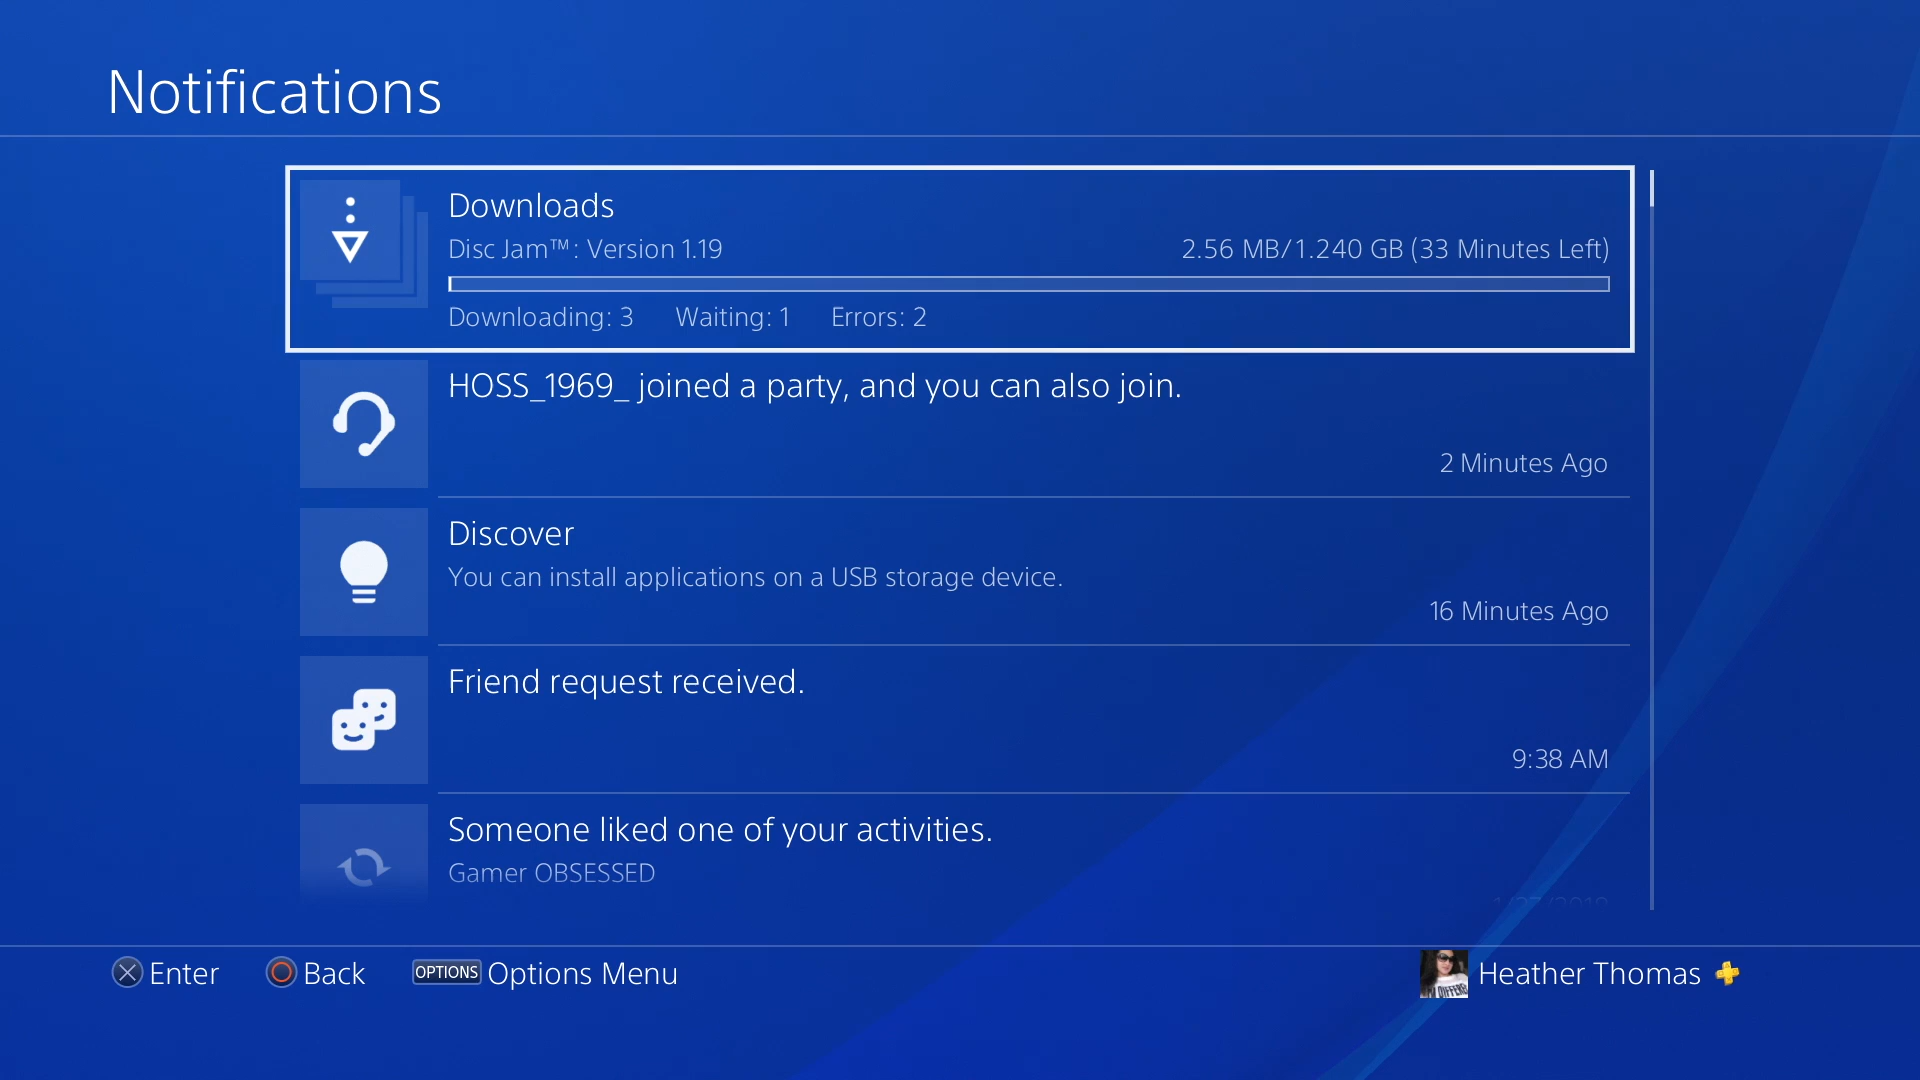 Notifications
Downloads
Disc Jam™: Version 1.19
2.56 MB/1.240 GB (33 Minutes Left)
Downloading: 3 Waiting: 1 Errors: 2
HOSS_1969_ joined a party, and you can also join.
2 Minutes Ago
Discover
You can install applications on a USB storage device.
16 Minutes Ago
Friend request received.
9:38 AM
Someone liked one of your activities.
Gamer OBSESSED
Enter Back OPTIONS Options Menu
Heather Thomas